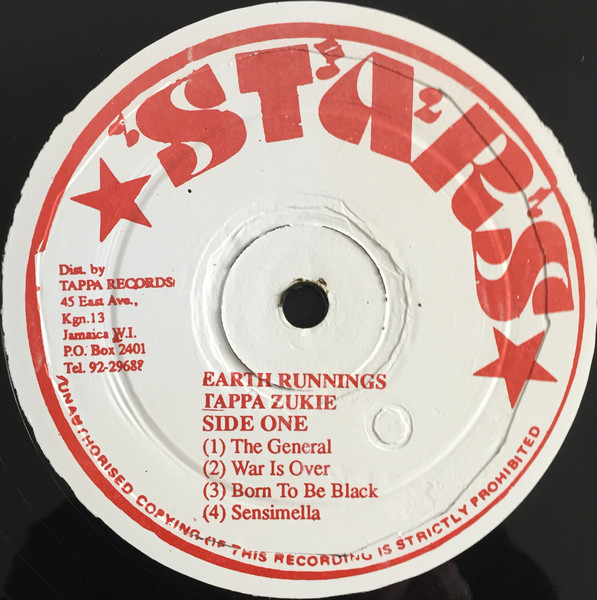 STARS
Dist. by
TAPPA RECORDS
45 East Ave.,
Kgn.13
Jamaica W.I.
P.O. Box 2401
Tel. 92-29688
EARTH RUNNINGS
TAPPA ZUKIE
SIDE ONE
(1) The General
(2) War Is Over
(3) Born To Be Black
(4) Sensimella
UNAUTHORISED COPYING OF THIS RECORDING IS STRICTLY PROHIBITED